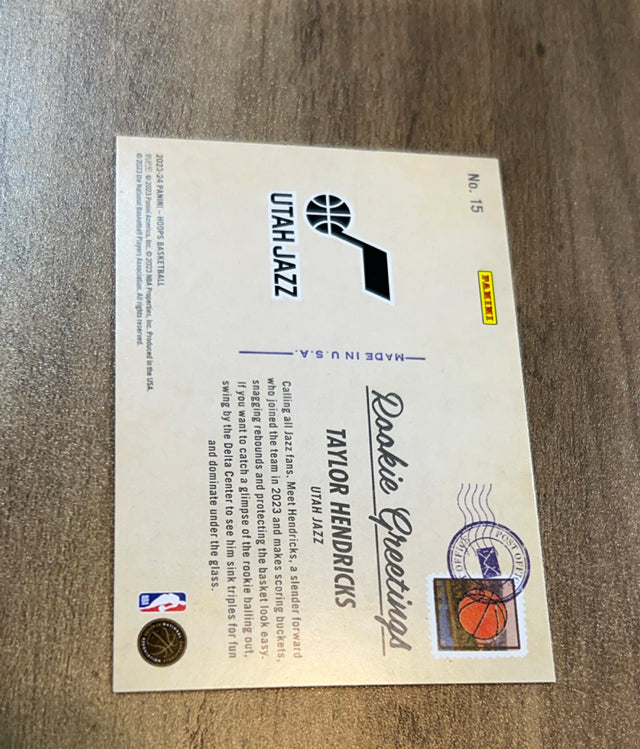 No. 15
PANINI
UTAH JAZZ
2023-24 PANINI – HOOPS BASKETBALL
© 2023 Panini America, Inc. © 2023 NBA Properties, Inc. Produced in the USA.
© 2023 the National Basketball Players Association. All rights reserved.
MADE IN U.S.A.
POST OFFICE
Rookie Greetings
TAYLOR HENDRICKS
UTAH JAZZ
Calling all Jazz fans. Meet Hendricks, a slender forward
who joined the team in 2023 and makes scoring buckets,
snagging rebounds and protecting the basket look easy.
If you want to catch a glimpse of the rookie balling out,
swing by the Delta Center to see him sink triples for fun
and dominate under the glass.
NBA